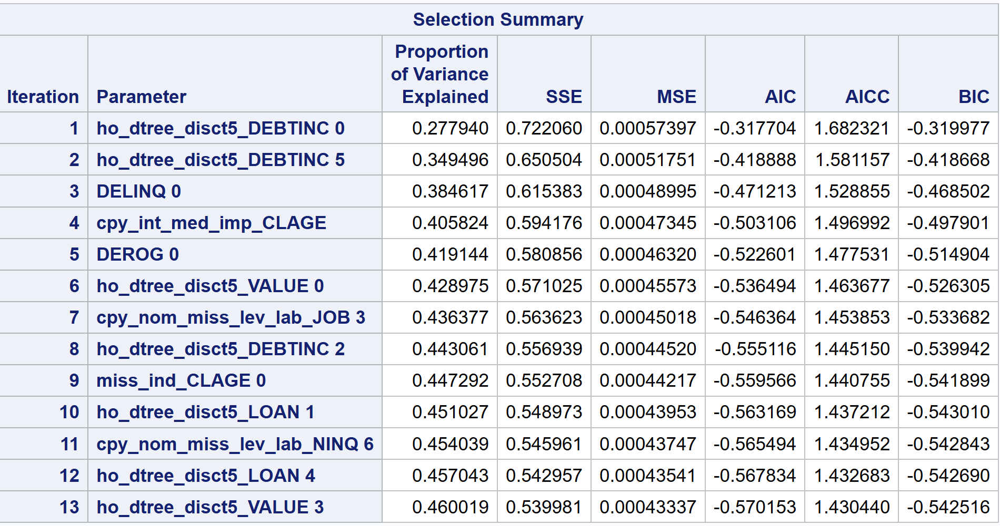 Selection Summary
Iteration Parameter Proportion of Variance Explained SSE MSE AIC AICC BIC
1 ho_dtree_disct5_DEBTINC 0 0.277940 0.722060 0.00057397 -0.317704 1.682321 -0.319977
2 ho_dtree_disct5_DEBTINC 5 0.349496 0.650504 0.00051751 -0.418888 1.581157 -0.418668
3 DELINQ 0 0.384617 0.615383 0.00048995 -0.471213 1.528855 -0.468502
4 cpy_int_med_imp_CLAGE 0.405824 0.594176 0.00047345 -0.503106 1.496992 -0.497901
5 DEROG 0 0.419144 0.580856 0.00046320 -0.522601 1.477531 -0.514904
6 ho_dtree_disct5_VALUE 0 0.428975 0.571025 0.00045573 -0.536494 1.463677 -0.526305
7 cpy_nom_miss_lev_lab_JOB 3 0.436377 0.563623 0.00045018 -0.546364 1.453853 -0.533682
8 ho_dtree_disct5_DEBTINC 2 0.443061 0.556939 0.00044520 -0.555116 1.445150 -0.539942
9 miss_ind_CLAGE 0 0.447292 0.552708 0.00044217 -0.559566 1.440755 -0.541899
10 ho_dtree_disct5_LOAN 1 0.451027 0.548973 0.00043953 -0.563169 1.437212 -0.543010
11 cpy_nom_miss_lev_lab_NINQ 6 0.454039 0.545961 0.00043747 -0.565494 1.434952 -0.542843
12 ho_dtree_disct5_LOAN 4 0.457043 0.542957 0.00043541 -0.567834 1.432683 -0.542690
13 ho_dtree_disct5_VALUE 3 0.460019 0.539981 0.00043337 -0.570153 1.430440 -0.542516